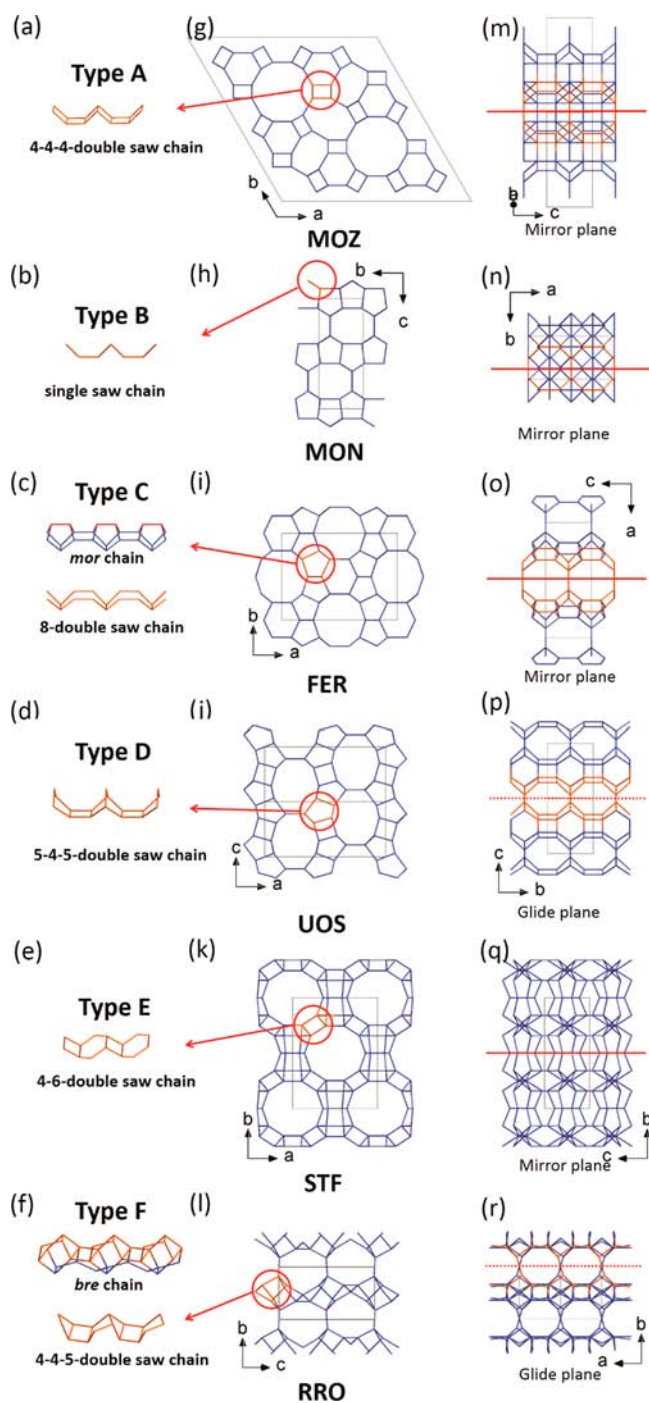 (a)
Type A
4-4-4-double saw chain
(g)
b
a
MOZ
(m)
b
a
c
Mirror plane
(b)
Type B
single saw chain
(h)
b
c
MON
(n)
a
b
Mirror plane
(c)
Type C
mor chain
8-double saw chain
(i)
b
a
FER
(o)
c
a
Mirror plane
(d)
Type D
5-4-5-double saw chain
(j)
c
a
UOS
(p)
c
b
Glide plane
(e)
Type E
4-6-double saw chain
(k)
b
a
STF
(q)
b
c
Mirror plane
(f)
Type F
bre chain
4-4-5-double saw chain
(l)
b
c
RRO
(r)
b
a
Glide plane